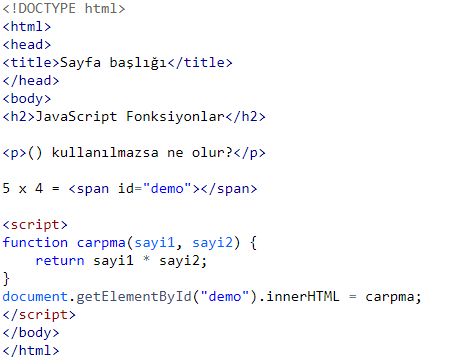 <!DOCTYPE html>
<html>
<head>
<title>Sayfa başlığı</title>
</head>
<body>
<h2>JavaScript Fonksiyonlar</h2>
<p>() kullanılmazsa ne olur?</p>
5 x 4 = <span id="demo"></span>
<script>
function carpma(sayi1, sayi2) {
    return sayi1 * sayi2;
}
document.getElementById("demo").innerHTML = carpma;
</script>
</body>
</html>